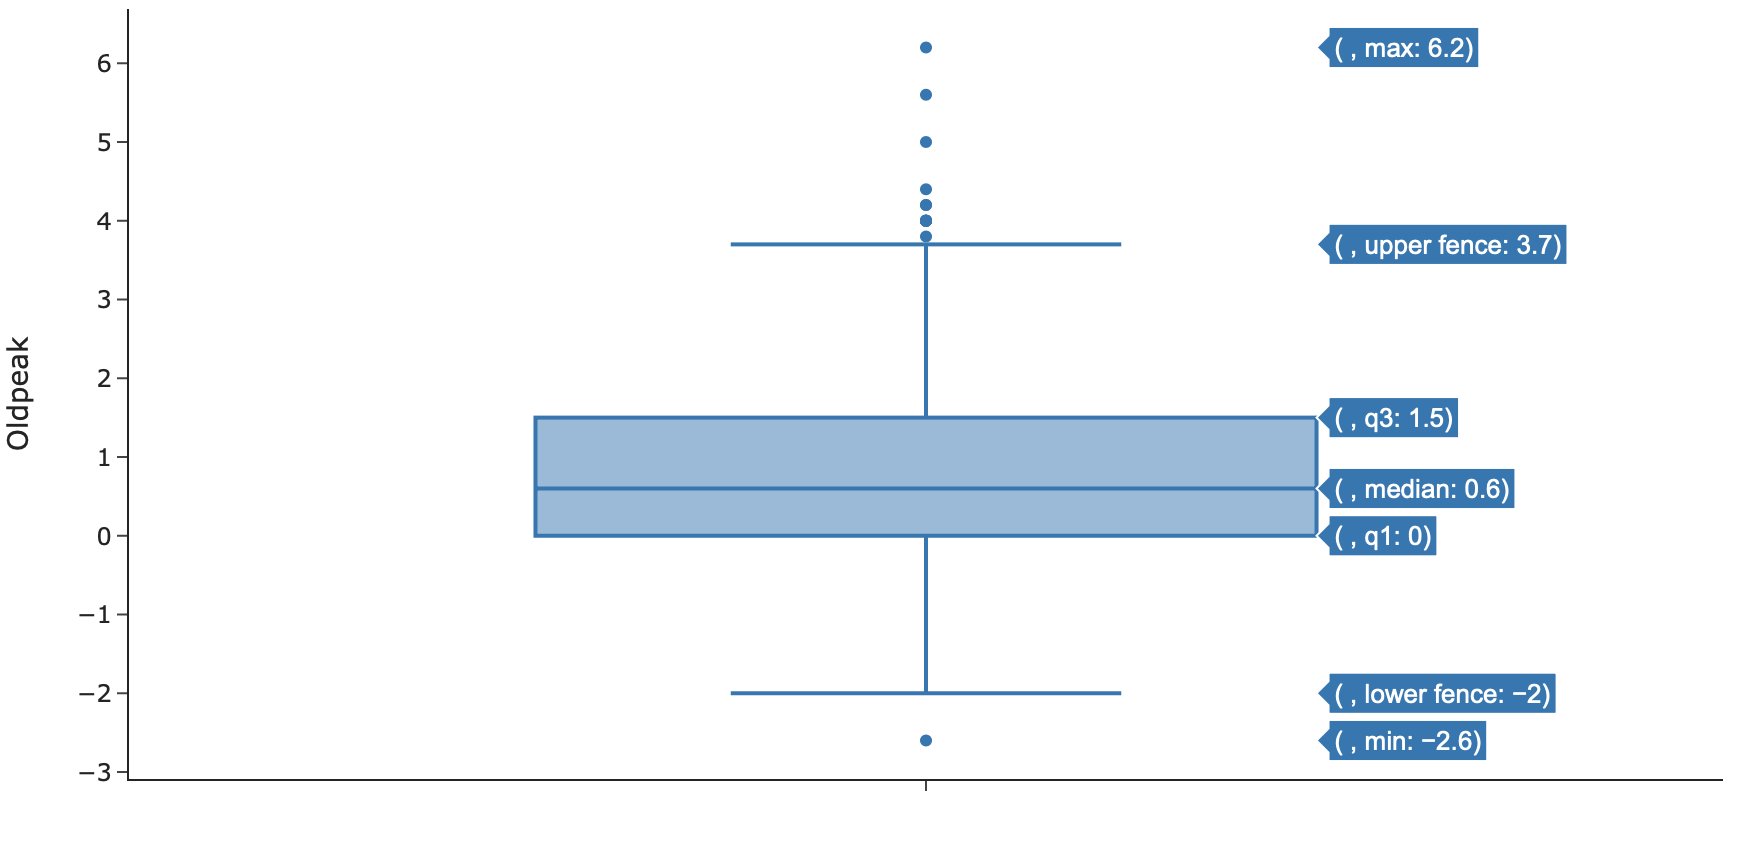 Oldpeak
6
5
4
3
2
1
0
−1
−2
−3
( , max: 6.2)
( , upper fence: 3.7)
( , q3: 1.5)
( , median: 0.6)
( , q1: 0)
( , lower fence: −2)
( , min: −2.6)